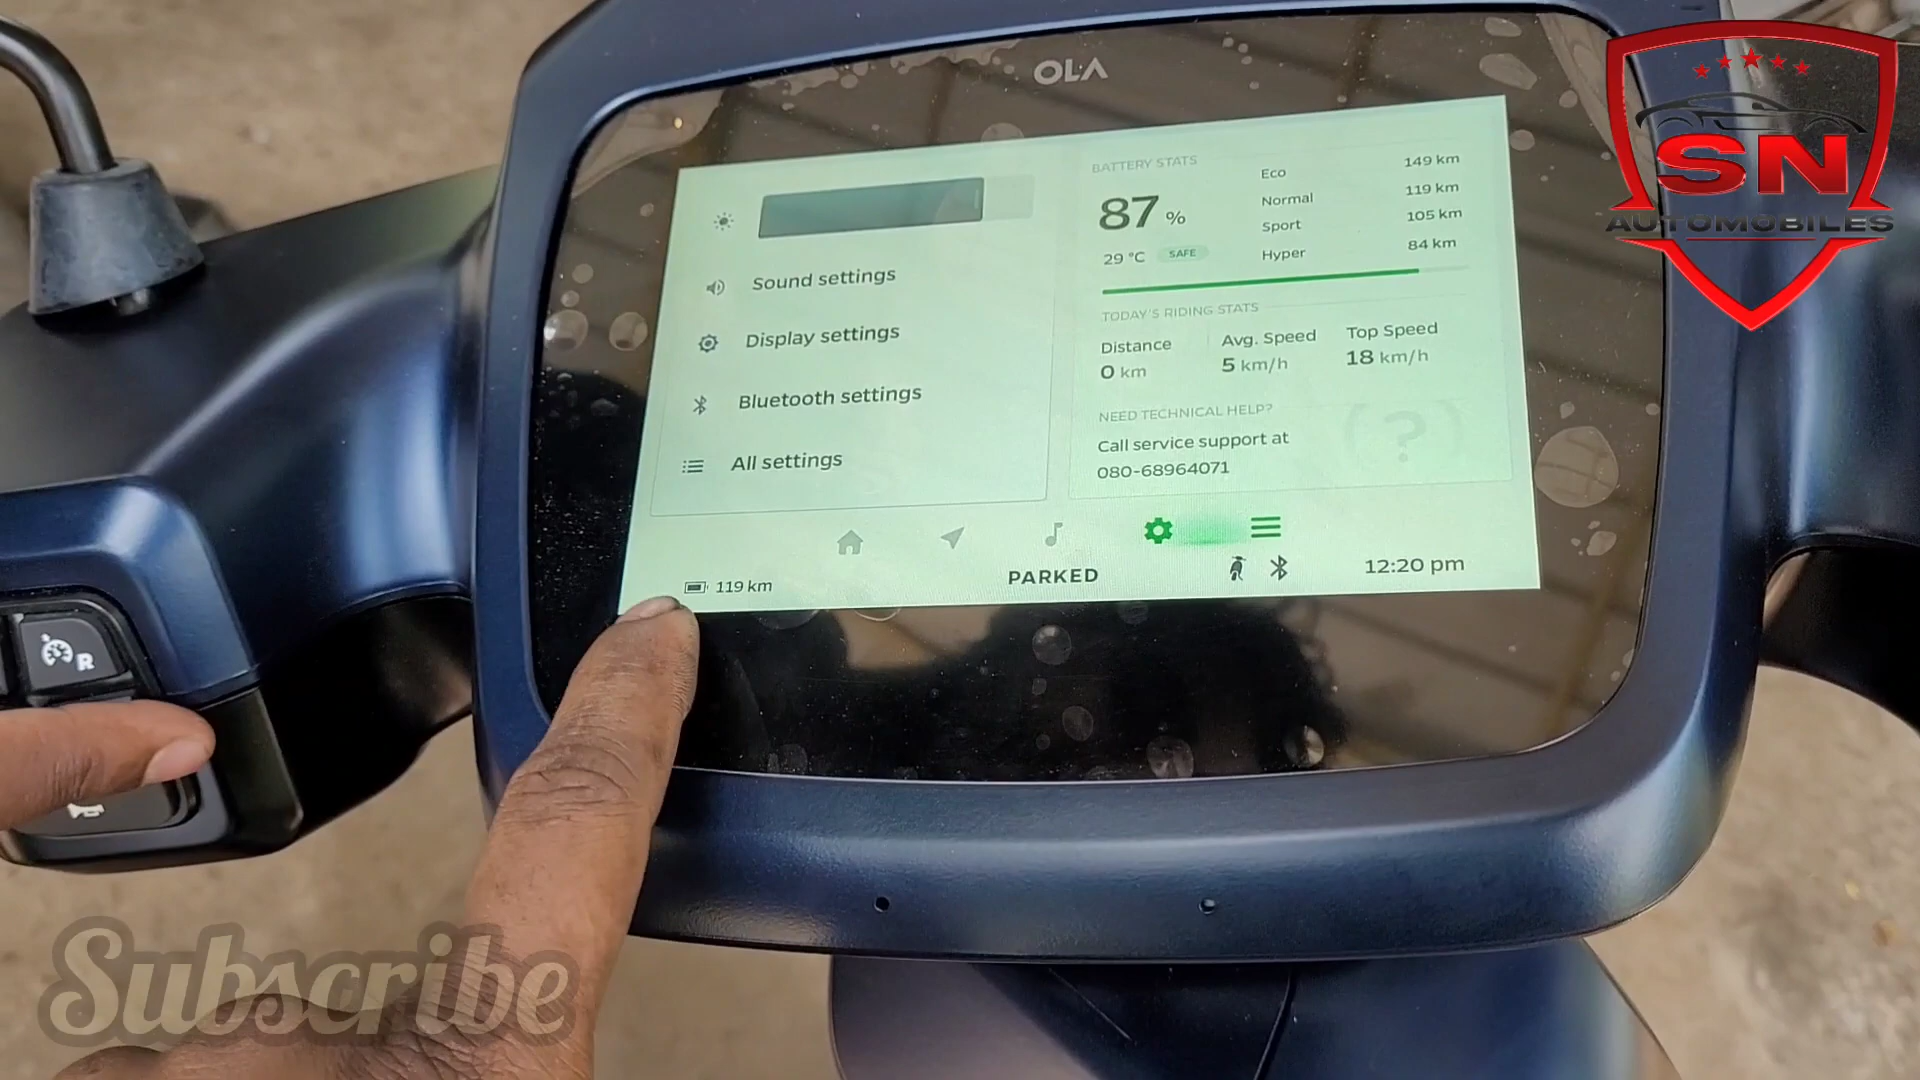 OLA
BATTERY STATS
87 %
29 °C SAFE
Eco 149 km
Normal 119 km
Sport 105 km
Hyper 84 km
Sound settings
Display settings
Bluetooth settings
All settings
TODAY'S RIDING STATS
Distance
0 km
Avg. Speed
5 km/h
Top Speed
18 km/h
NEED TECHNICAL HELP?
Call service support at
080-68964071
(?)
119 km
PARKED
12:20 pm
R
SN
AUTOMOBILES
Subscribe